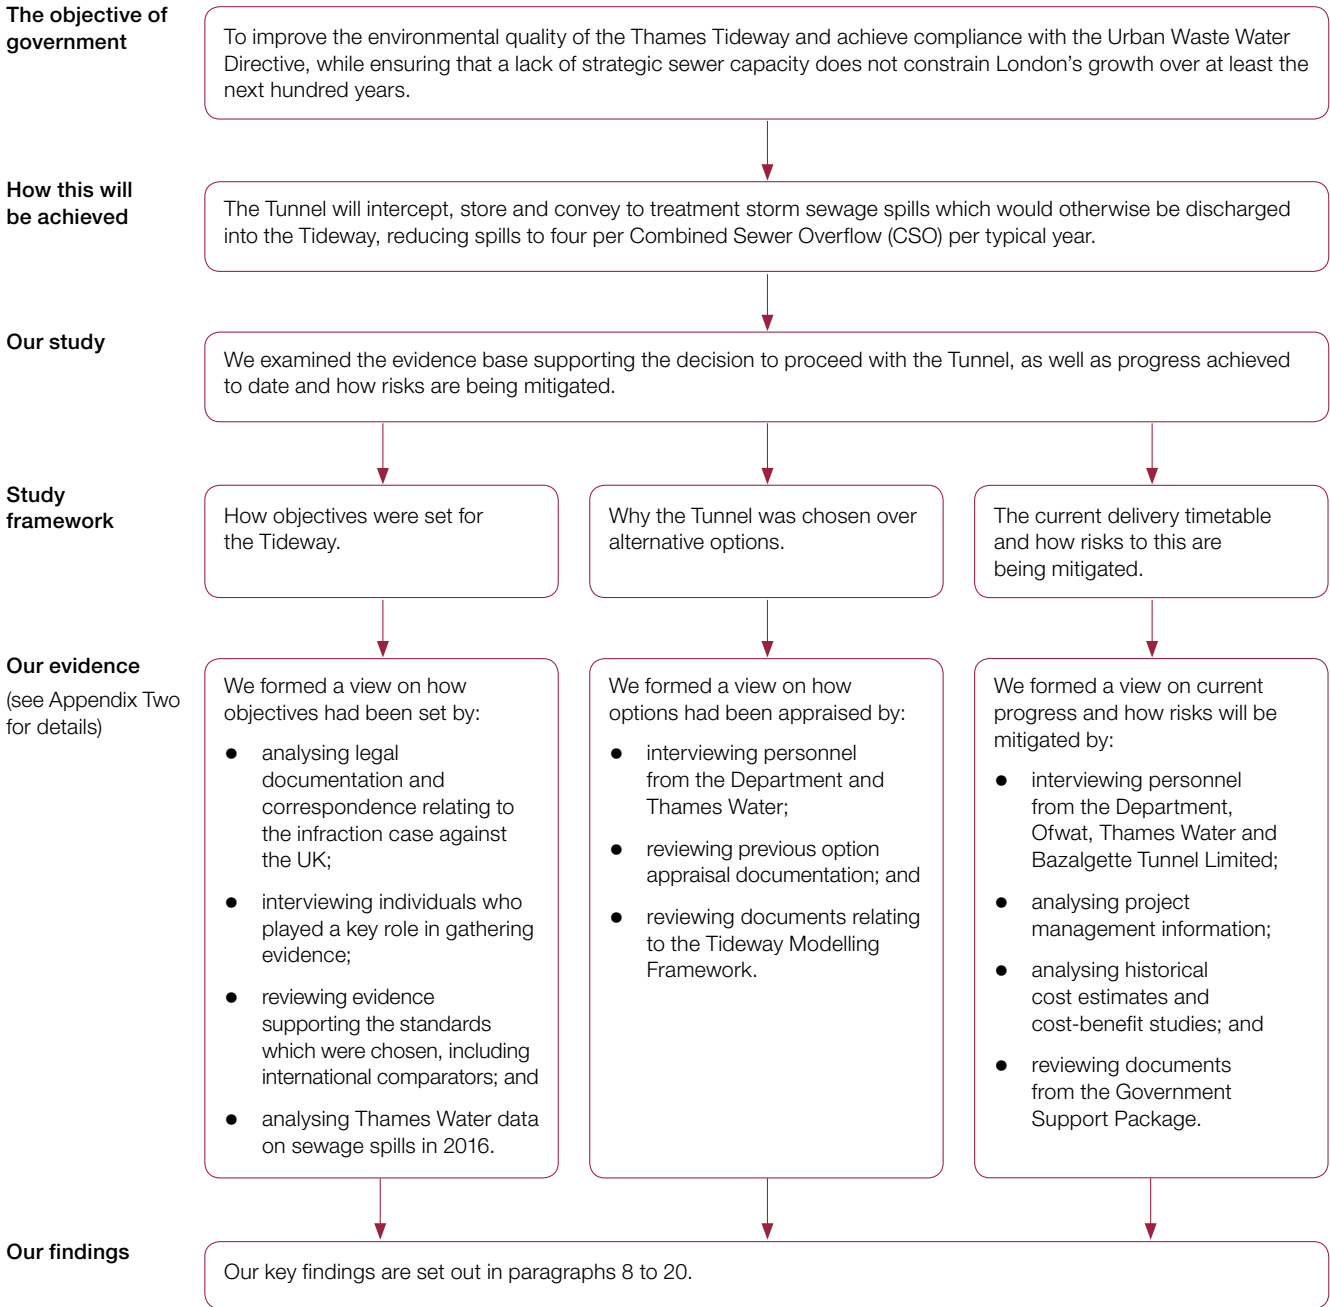 The objective of
government
To improve the environmental quality of the Thames Tideway and achieve compliance with the Urban Waste Water
Directive, while ensuring that a lack of strategic sewer capacity does not constrain London's growth over at least the
next hundred years.
How this will
be achieved
The Tunnel will intercept, store and convey to treatment storm sewage spills which would otherwise be discharged
into the Tideway, reducing spills to four per Combined Sewer Overflow (CSO) per typical year.
Our study
We examined the evidence base supporting the decision to proceed with the Tunnel, as well as progress achieved
to date and how risks are being mitigated.
Study
framework
How objectives were set for
the Tideway.
Why the Tunnel was chosen over
alternative options.
The current delivery timetable
and how risks to this are
being mitigated.
Our evidence
(see Appendix Two
for details)
We formed a view on how
objectives had been set by:
● analysing legal
documentation and
correspondence relating to
the infraction case against
the UK;
● interviewing individuals who
played a key role in gathering
evidence;
● reviewing evidence
supporting the standards
which were chosen, including
international comparators; and
● analysing Thames Water data
on sewage spills in 2016.
We formed a view on how
options had been appraised by:
● interviewing personnel
from the Department and
Thames Water;
● reviewing previous option
appraisal documentation; and
● reviewing documents relating
to the Tideway Modelling
Framework.
We formed a view on current
progress and how risks will be
mitigated by:
● interviewing personnel
from the Department,
Ofwat, Thames Water and
Bazalgette Tunnel Limited;
● analysing project
management information;
● analysing historical
cost estimates and
cost-benefit studies; and
● reviewing documents
from the Government
Support Package.
Our findings
Our key findings are set out in paragraphs 8 to 20.